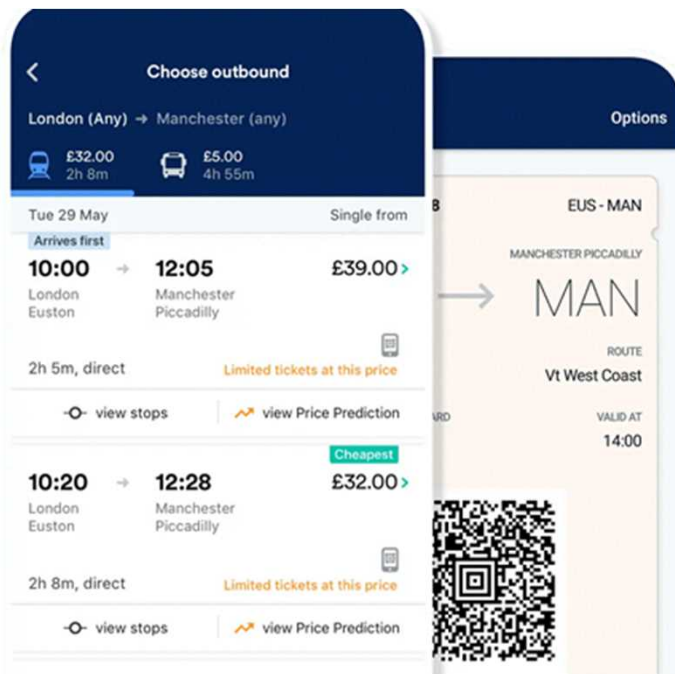 Choose outbound
London (Any) → Manchester (any)
£32.00 £5.00
2h 8m 4h 55m
Tue 29 May Single from
Arrives first
10:00 → 12:05 £39.00 >
London Manchester
Euston Piccadilly
2h 5m, direct Limited tickets at this price
view stops view Price Prediction
Cheapest
10:20 → 12:28 £32.00 >
London Manchester
Euston Piccadilly
2h 8m, direct Limited tickets at this price
view stops view Price Prediction
Options
EUS - MAN
MANCHESTER PICCADILLY
→ MAN
ROUTE
Vt West Coast
VALID AT
14:00